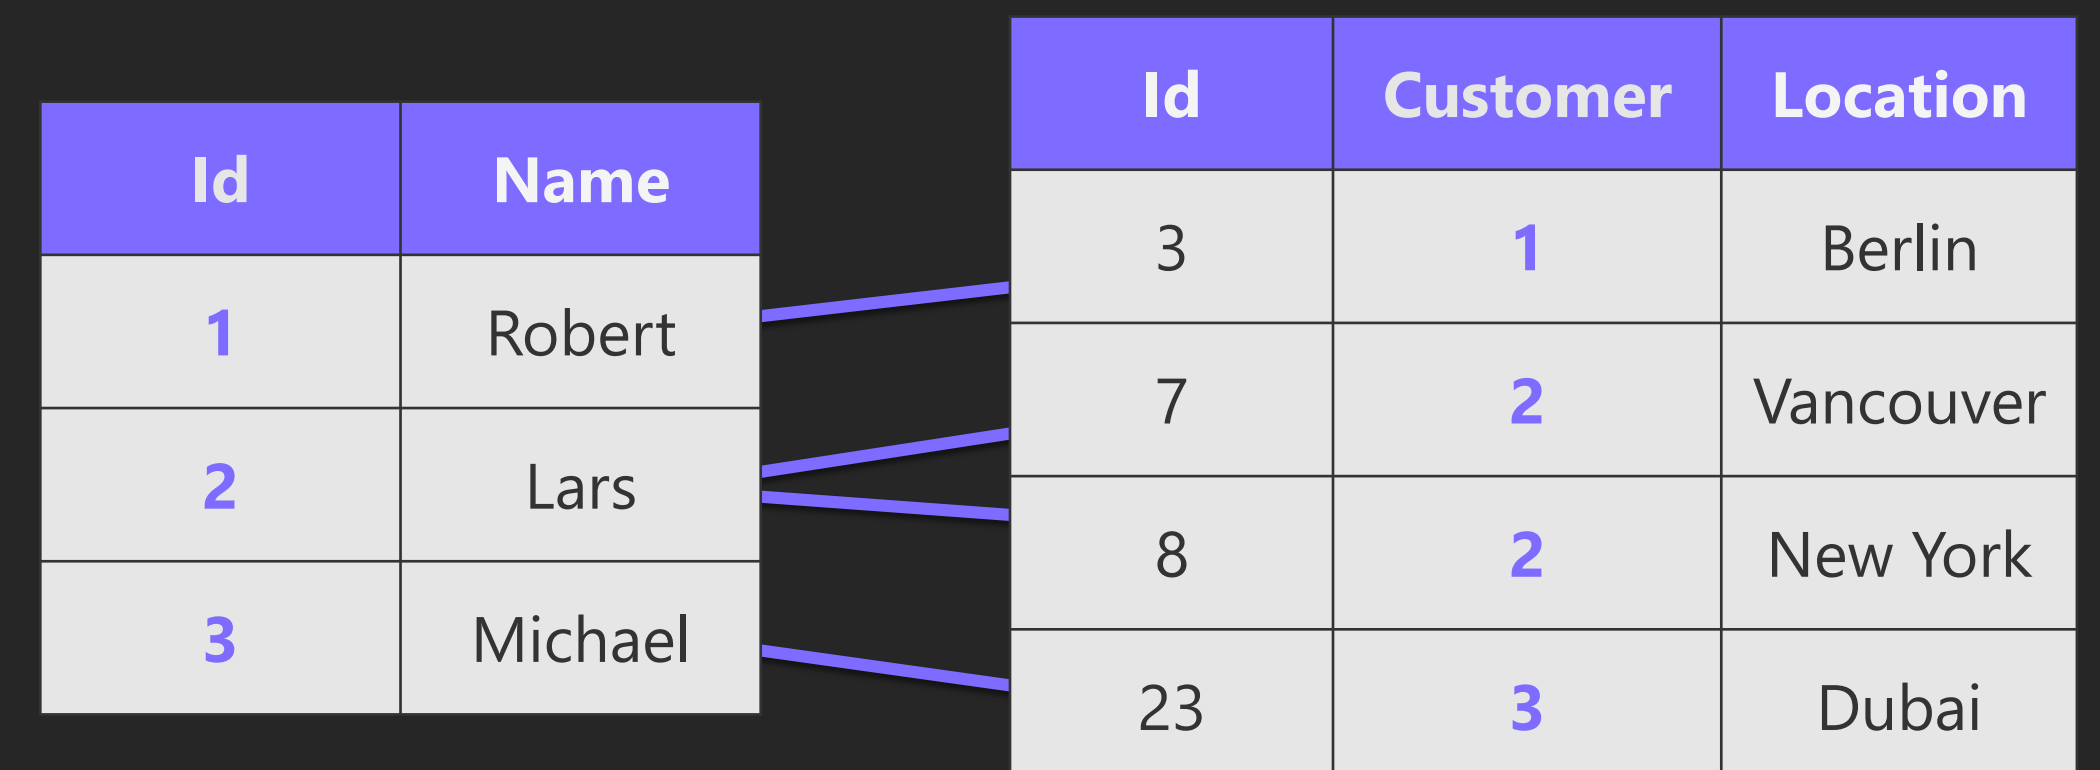 Id Name
1 Robert
2 Lars
3 Michael
Id Customer Location
3 1 Berlin
7 2 Vancouver
8 2 New York
23 3 Dubai